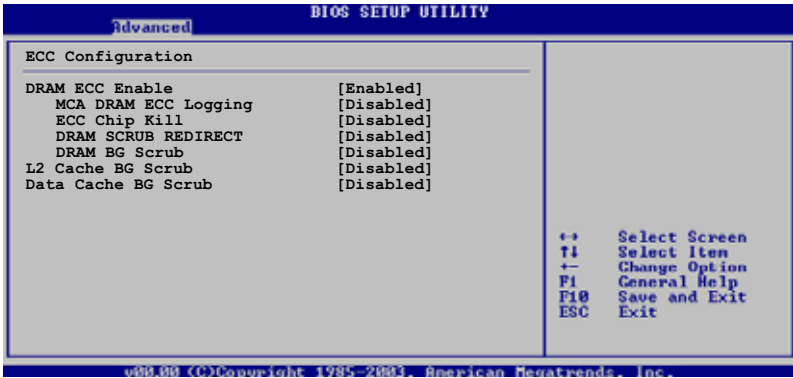 BIOS SETUP UTILITY
Advanced
ECC Configuration
DRAM ECC Enable [Enabled]
MCA DRAM ECC Logging [Disabled]
ECC Chip Kill [Disabled]
DRAM SCRUB REDIRECT [Disabled]
DRAM BG Scrub [Disabled]
L2 Cache BG Scrub [Disabled]
Data Cache BG Scrub [Disabled]
↔ Select Screen
↑↓ Select Item
+- Change Option
F1 General Help
F10 Save and Exit
ESC Exit
v00.00 (C)Copyright 1985-2003, American Megatrends, Inc.